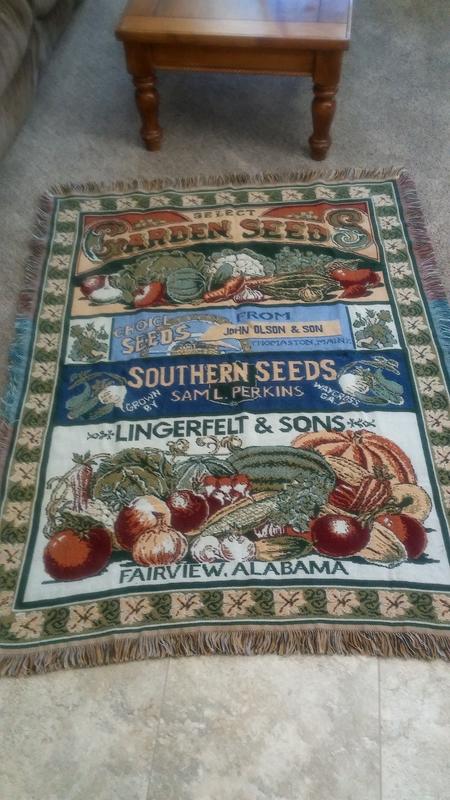 SELECT
GARDEN SEEDS
CHOICE SEEDS
FROM
JOHN OLSON & SON
THOMASTON, MAINE
SOUTHERN SEEDS
GROWN BY
SAML. PERKINS
WAYCROSS GA.
LINGERFELT & SONS
FAIRVIEW, ALABAMA